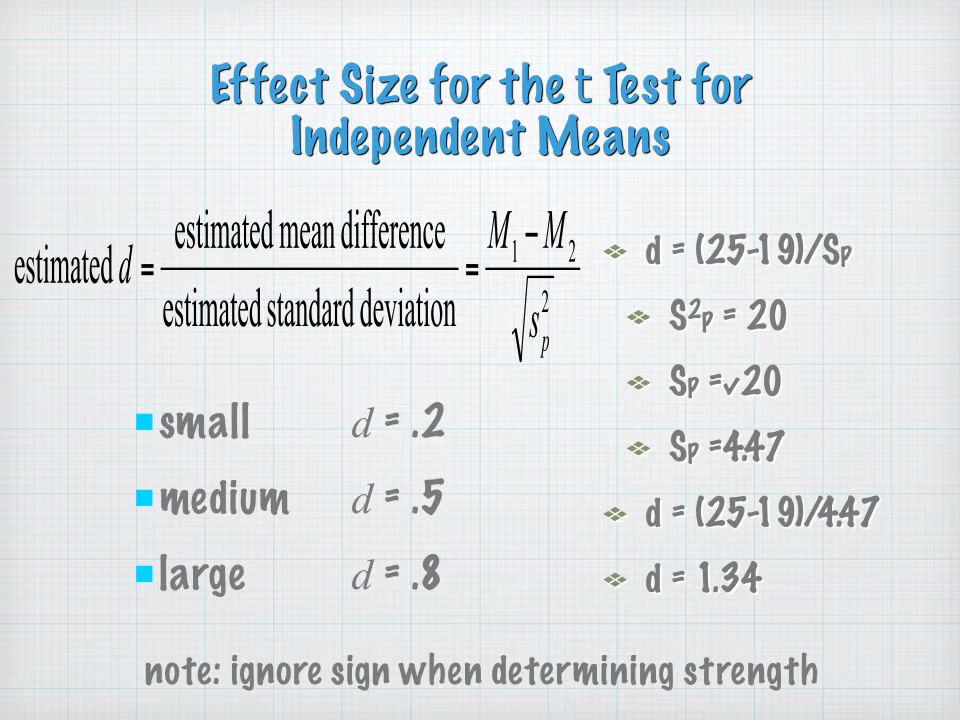 Effect Size for the t Test for
Independent Means
estimated d = estimated mean difference / estimated standard deviation = M₁ − M₂ / √s²ₚ
small d = .2
medium d = .5
large d = .8
d = (25-19)/Sp
S²p = 20
Sp =√20
Sp =4.47
d = (25-19)/4.47
d = 1.34
note: ignore sign when determining strength